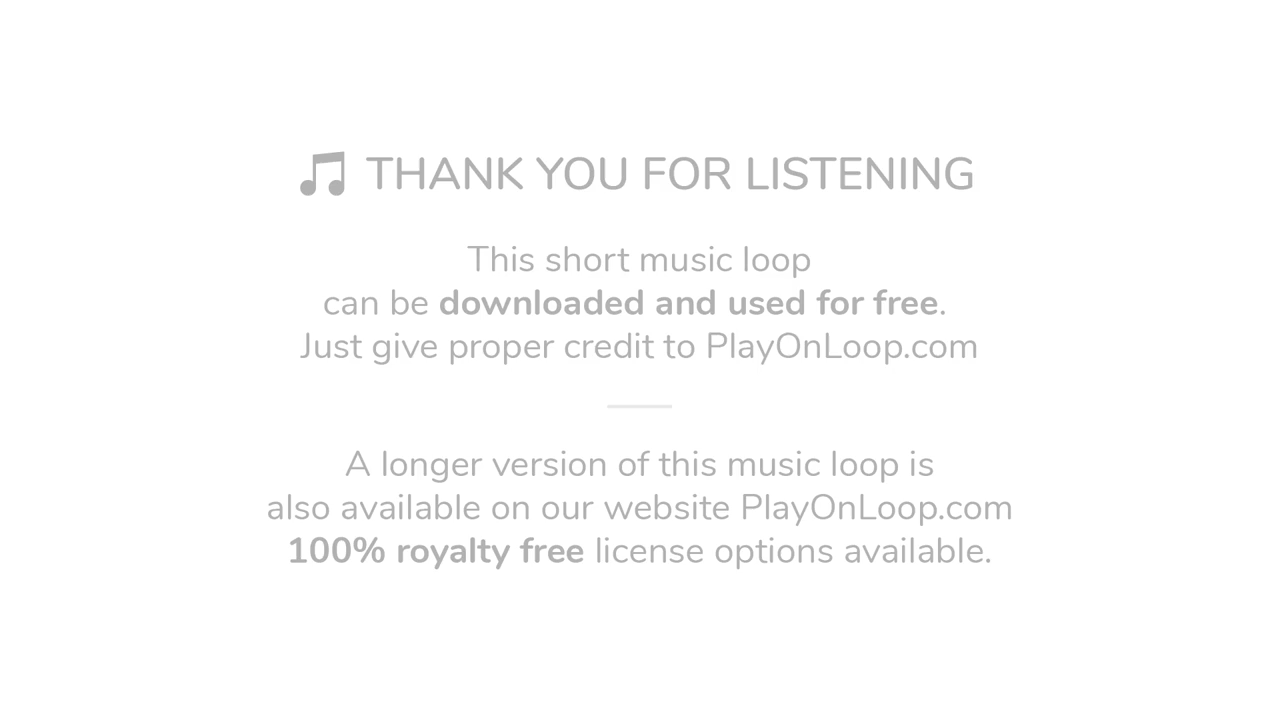 THANK YOU FOR LISTENING
This short music loop
can be downloaded and used for free.
Just give proper credit to PlayOnLoop.com
A longer version of this music loop is
also available on our website PlayOnLoop.com
100% royalty free license options available.